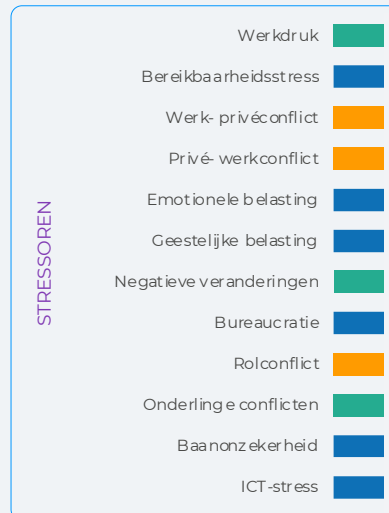 STRESSOREN
Werkdruk
Bereikbaarheidsstress
Werk- privéconflict
Privé- werkconflict
Emotionele belasting
Geestelijke belasting
Negatieve veranderingen
Bureaucratie
Rolconflict
Onderlinge conflicten
Baanonzekerheid
ICT-stress